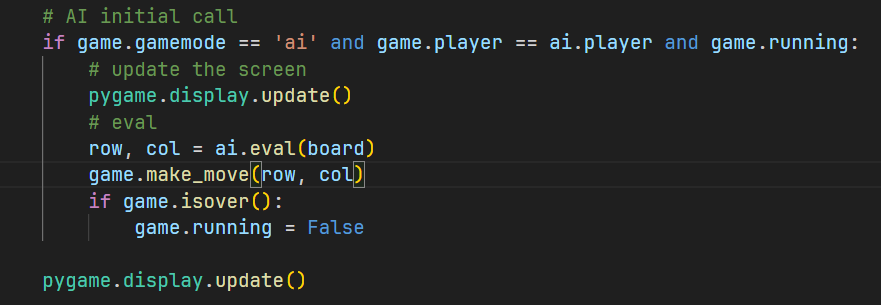 # AI initial call
if game.gamemode == 'ai' and game.player == ai.player and game.running:
# update the screen
pygame.display.update()
# eval
row, col = ai.eval(board)
game.make_move(row, col)
if game.isover():
game.running = False
pygame.display.update()